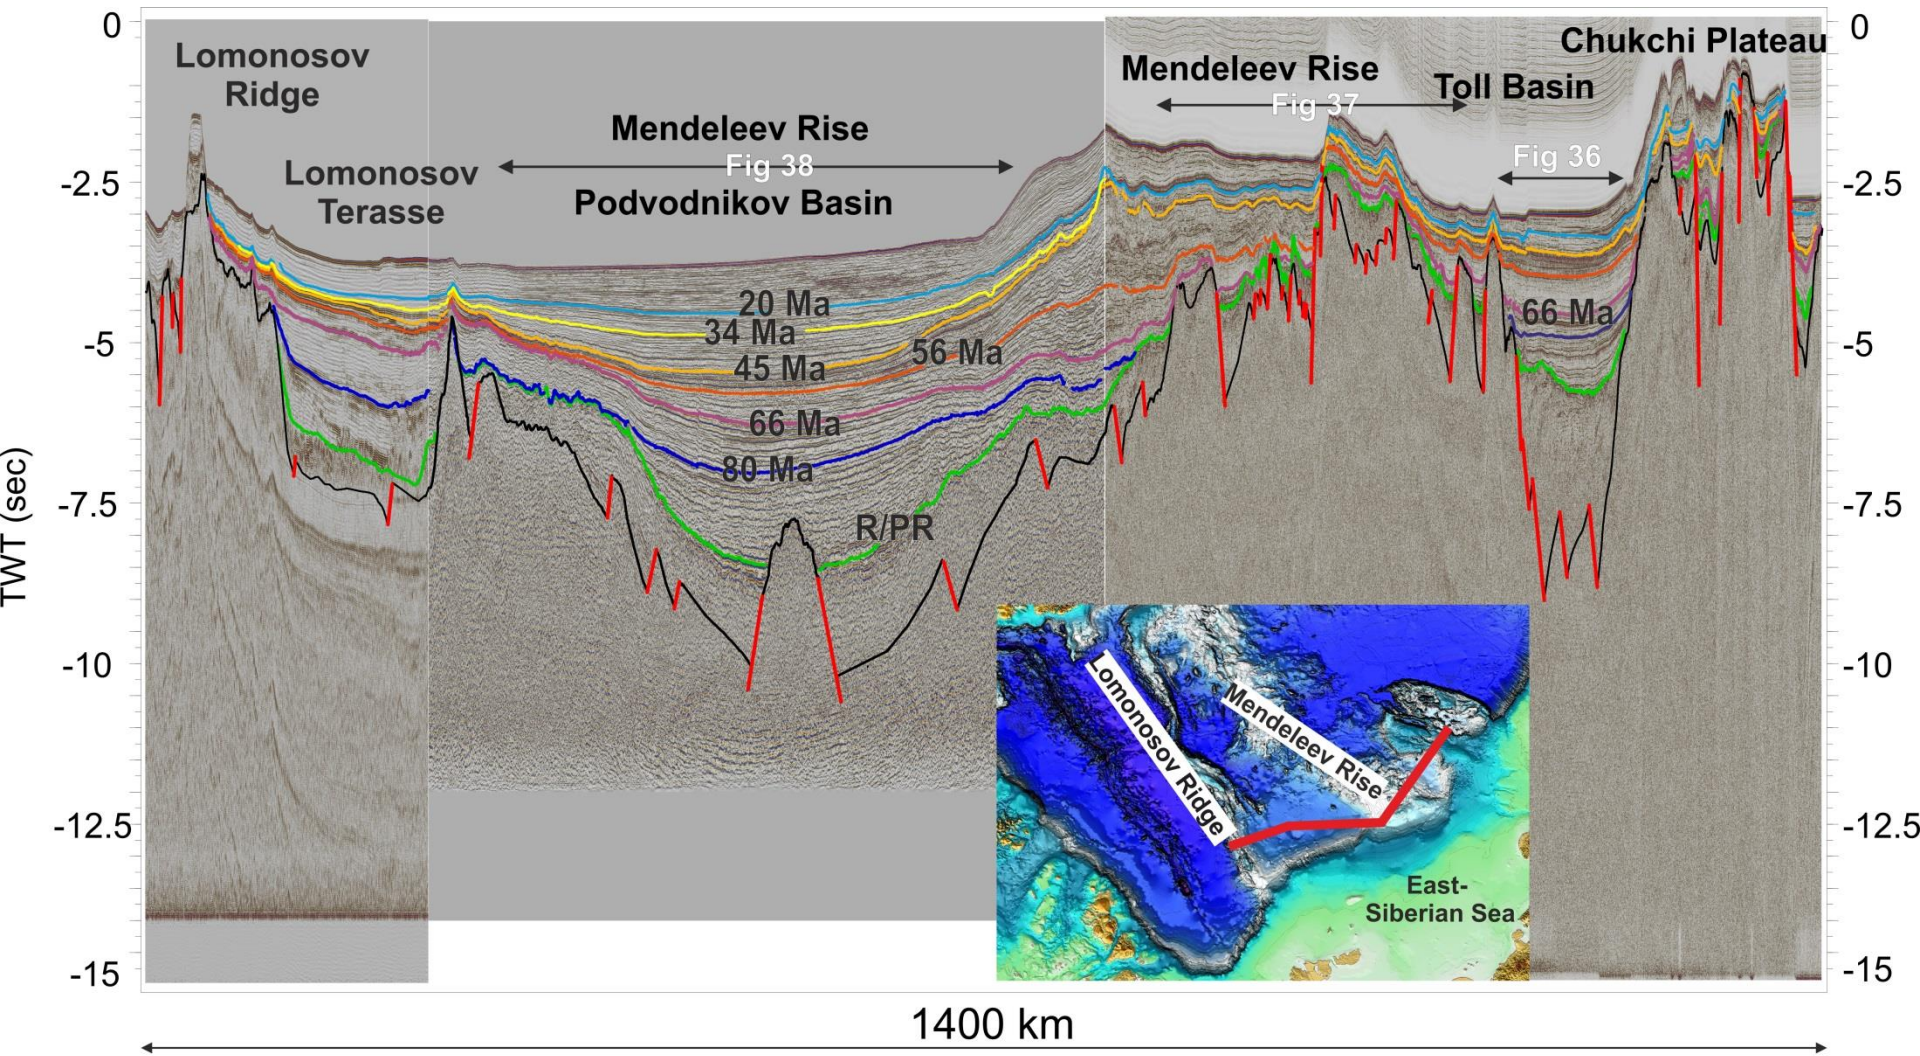 0
-2.5
-5
-7.5
-10
-12.5
-15
TWT (sec)
Lomonosov
Ridge
Lomonosov
Terasse
Mendeleev Rise
Fig 38
Podvodnikov Basin
Mendeleev Rise
Fig 37
Toll Basin
Chukchi Plateau
Fig 36
20 Ma
34 Ma
45 Ma
56 Ma
66 Ma
80 Ma
R/PR
66 Ma
Lomonosov Ridge
Mendeleev Rise
East-
Siberian Sea
0
-2.5
-5
-7.5
-10
-12.5
-15
1400 km